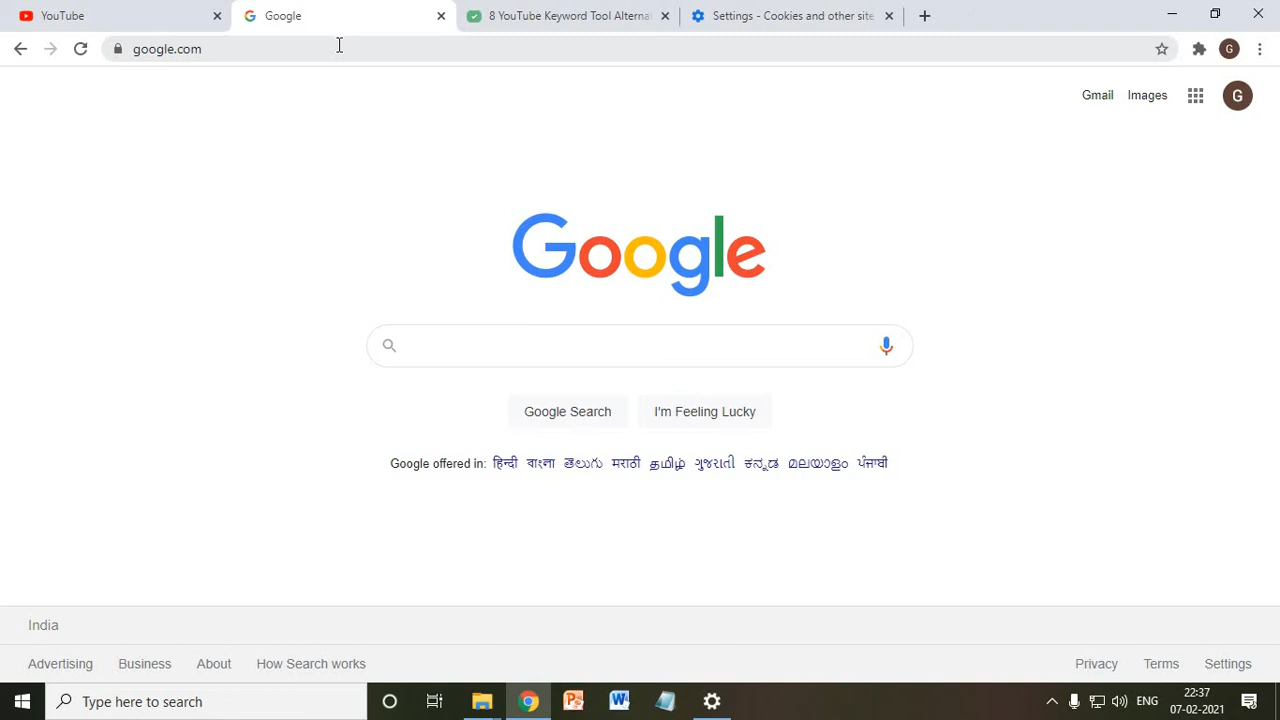 YouTube
Google
8 YouTube Keyword Tool Alterna
Settings - Cookies and other site
google.com
G
Gmail
Images
G
Google
Google Search
I'm Feeling Lucky
Google offered in: हिन्दी বাংলা తెలుగు मराठी தமிழ் ગુજરાતી ಕನ್ನಡ മലയാളം ਪੰਜਾਬੀ
India
Advertising
Business
About
How Search works
Privacy
Terms
Settings
Type here to search
ENG
22:37
07-02-2021